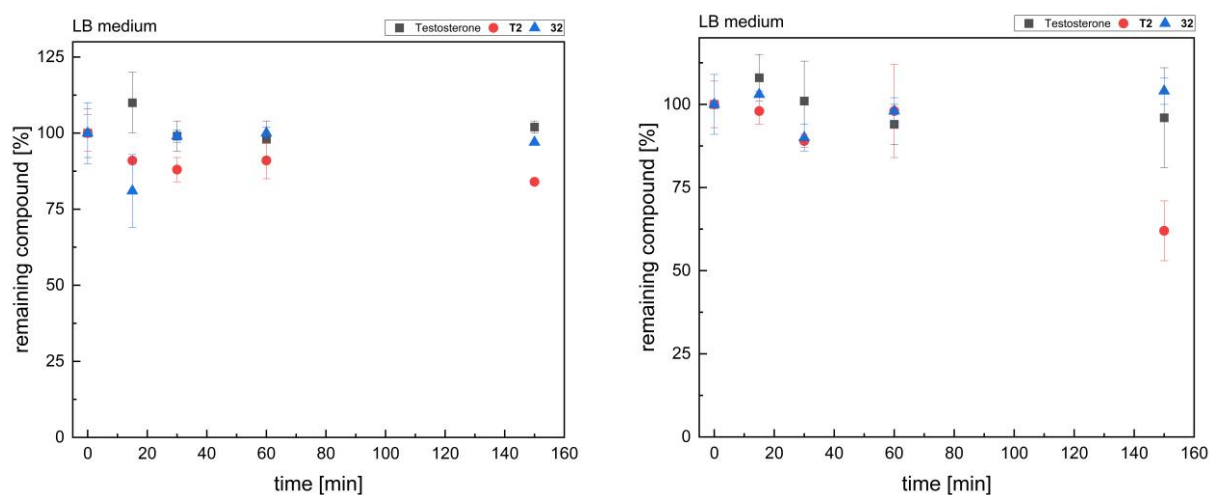 LB medium
Testosterone T2 32
125
100
75
50
25
0
remaining compound [%]
0 20 40 60 80 100 120 140 160
time [min]
LB medium
Testosterone T2 32
100
75
50
25
0
remaining compound [%]
0 20 40 60 80 100 120 140 160
time [min]